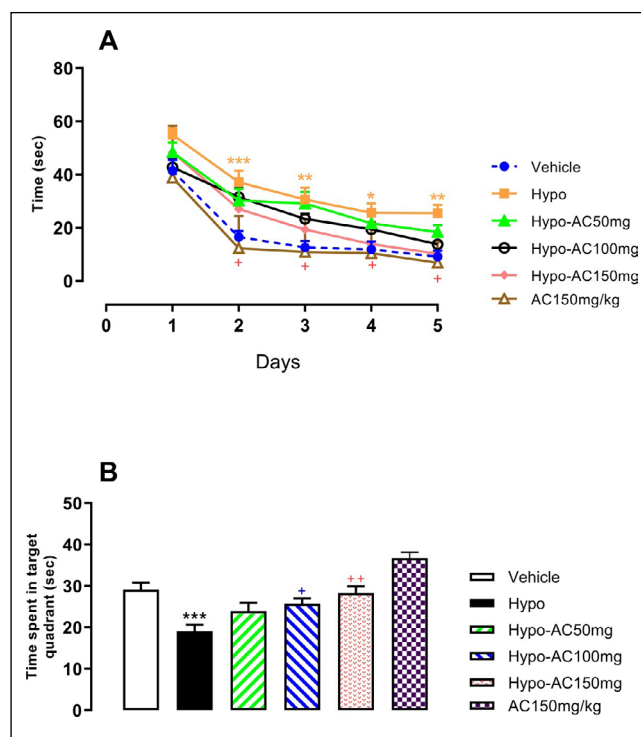 A
80
60
40
20
0
Time (sec)
***
**
*
**
+
+
+
+
0
1
2
3
4
5
Days
Vehicle
Hypo
Hypo-AC50mg
Hypo-AC100mg
Hypo-AC150mg
AC150mg/kg
B
50
40
30
20
10
0
Time spent in target
quadrant (sec)
***
+
++
Vehicle
Hypo
Hypo-AC50mg
Hypo-AC100mg
Hypo-AC150mg
AC150mg/kg